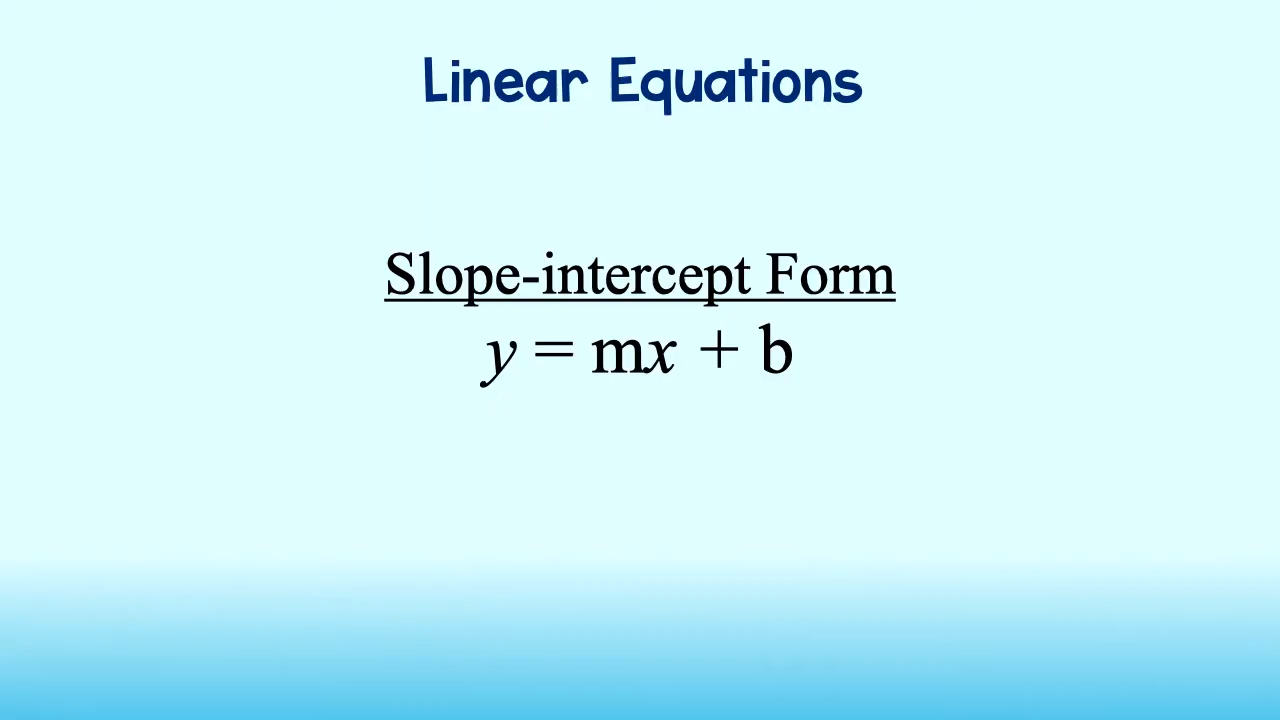 Linear Equations
Slope-intercept Form
y = mx + b